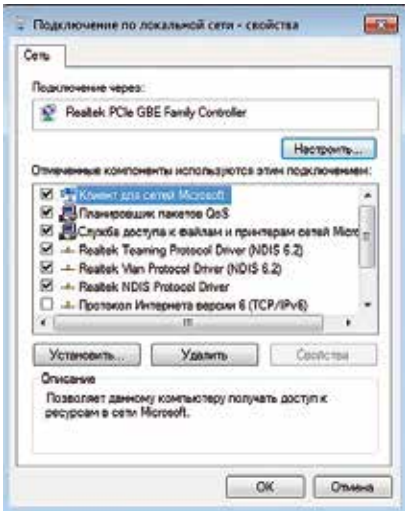 Подключение по локальной сети - свойства
Сеть
Подключение через:
Realtek PCIe GBE Family Controller
Настроить...
Отмеченные компоненты используются этим подключением:
Клиент для сетей Microsoft
Планировщик пакетов QoS
Служба доступа к файлам и принтерам сетей Micro
Realtek Teaming Protocol Driver (NDIS 6.2)
Realtek Vlan Protocol Driver (NDIS 6.2)
Realtek NDIS Protocol Driver
Протокол Интернета версии 6 (TCP/IPv6)
Установить...
Удалить
Свойства
Описание
Позволяет данному компьютеру получать доступ к
ресурсам в сети Microsoft.
OK
Отмена